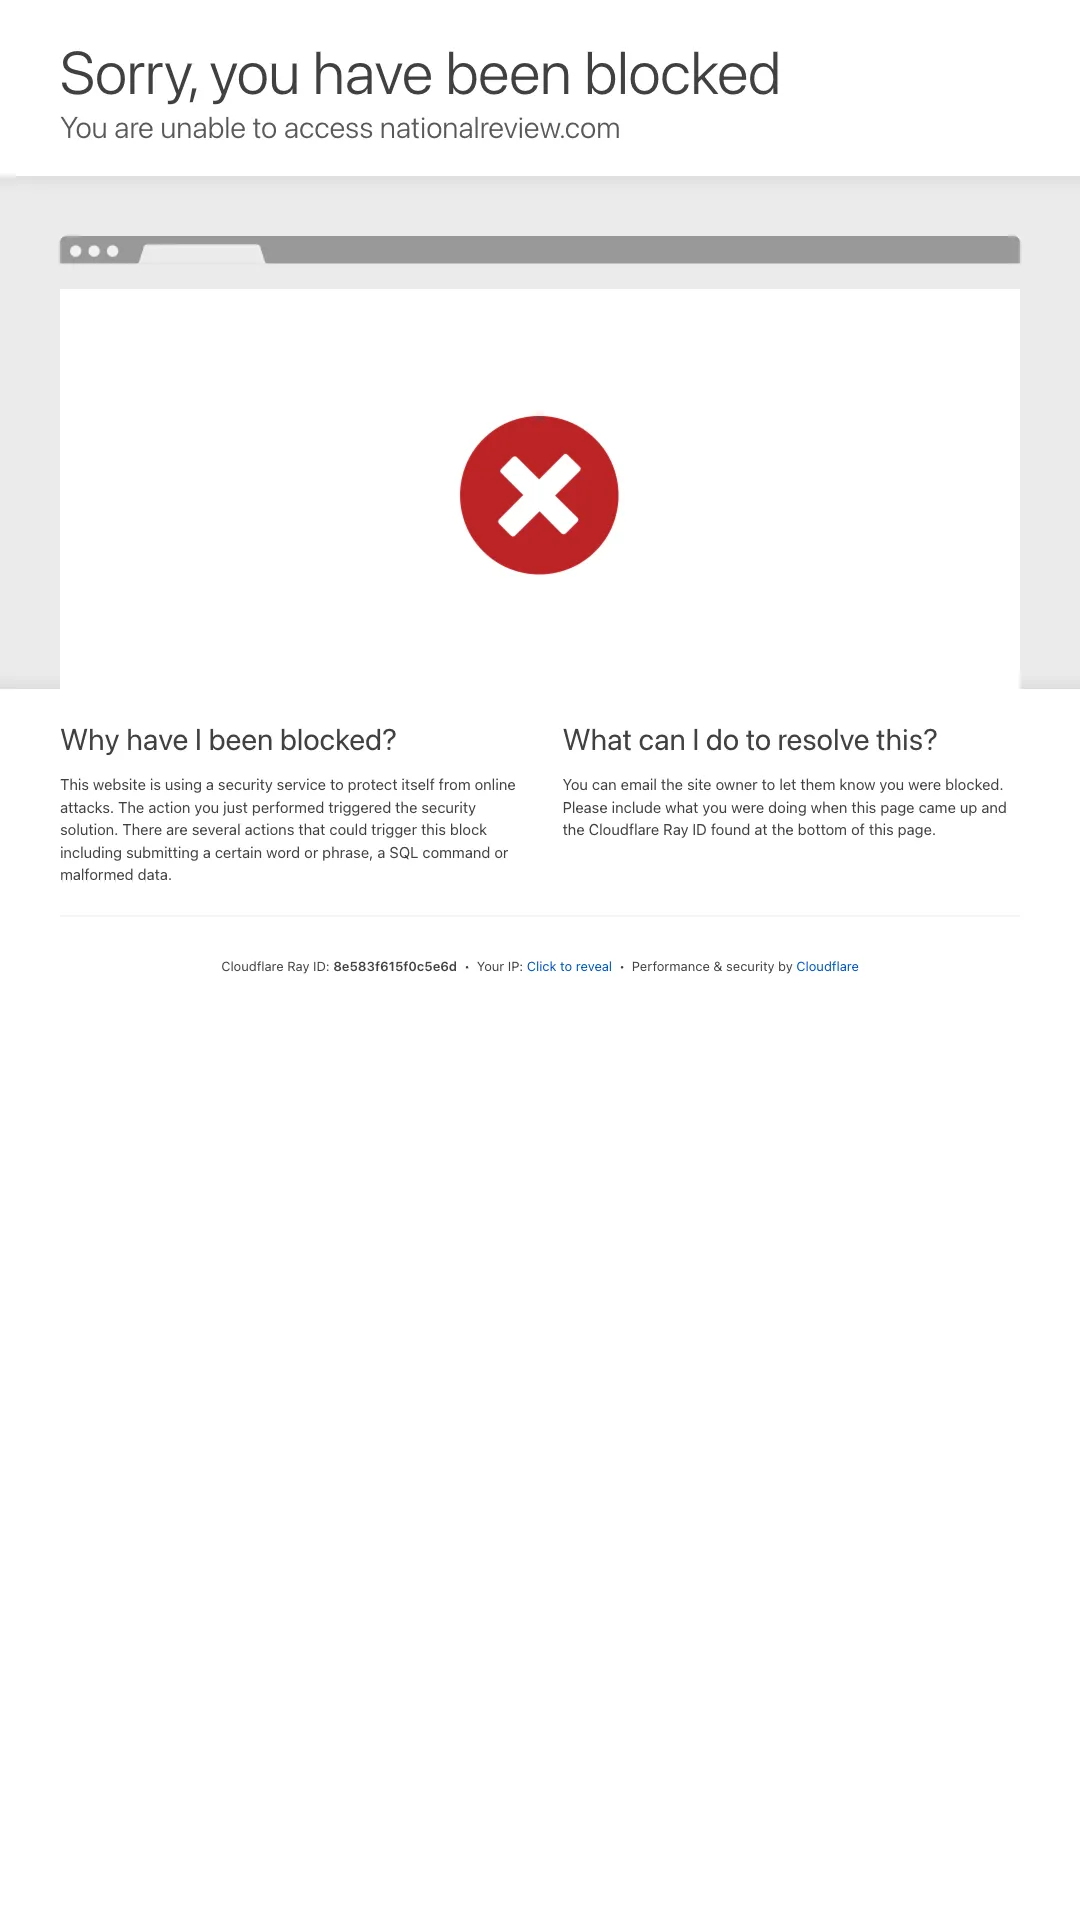 Sorry, you have been blocked
You are unable to access nationalreview.com
Why have I been blocked?
This website is using a security service to protect itself from online
attacks. The action you just performed triggered the security
solution. There are several actions that could trigger this block
including submitting a certain word or phrase, a SQL command or
malformed data.
What can I do to resolve this?
You can email the site owner to let them know you were blocked.
Please include what you were doing when this page came up and
the Cloudflare Ray ID found at the bottom of this page.
Cloudflare Ray ID: 8e583f615f0c5e6d • Your IP: Click to reveal • Performance & security by Cloudflare